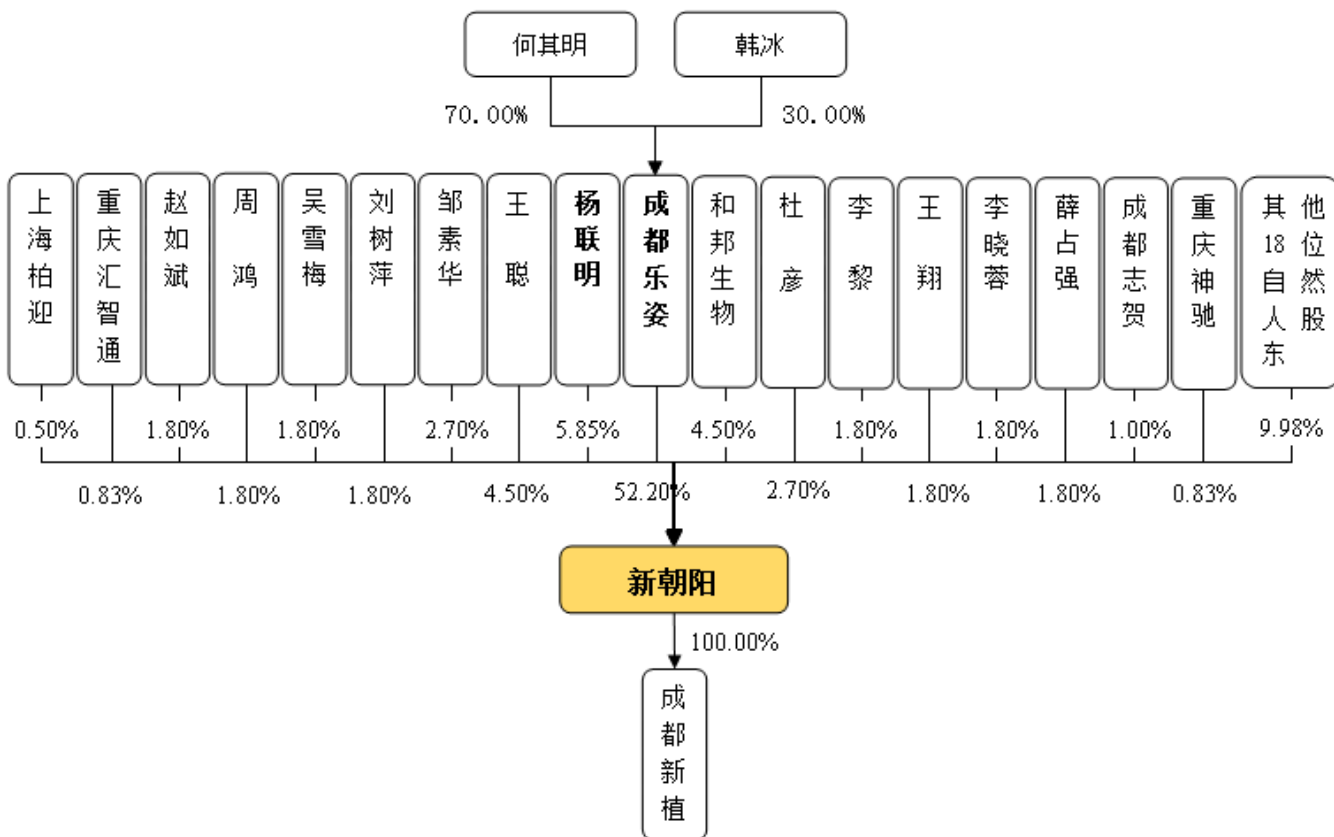 何其明
韩冰
70.00%
30.00%
上海柏迎
重庆汇智通
赵如斌
周鸿
吴雪梅
刘树萍
邹素华
王聪
杨联明
成都乐姿
和邦生物
杜彦
李黎
王翔
李晓蓉
薛占强
成都志贺
重庆神驰
其他
18位
自然
人股
东
0.50%
1.80%
1.80%
2.70%
5.85%
4.50%
1.80%
1.80%
1.00%
9.98%
0.83%
1.80%
1.80%
4.50%
52.20%
2.70%
1.80%
1.80%
0.83%
新朝阳
100.00%
成都新植